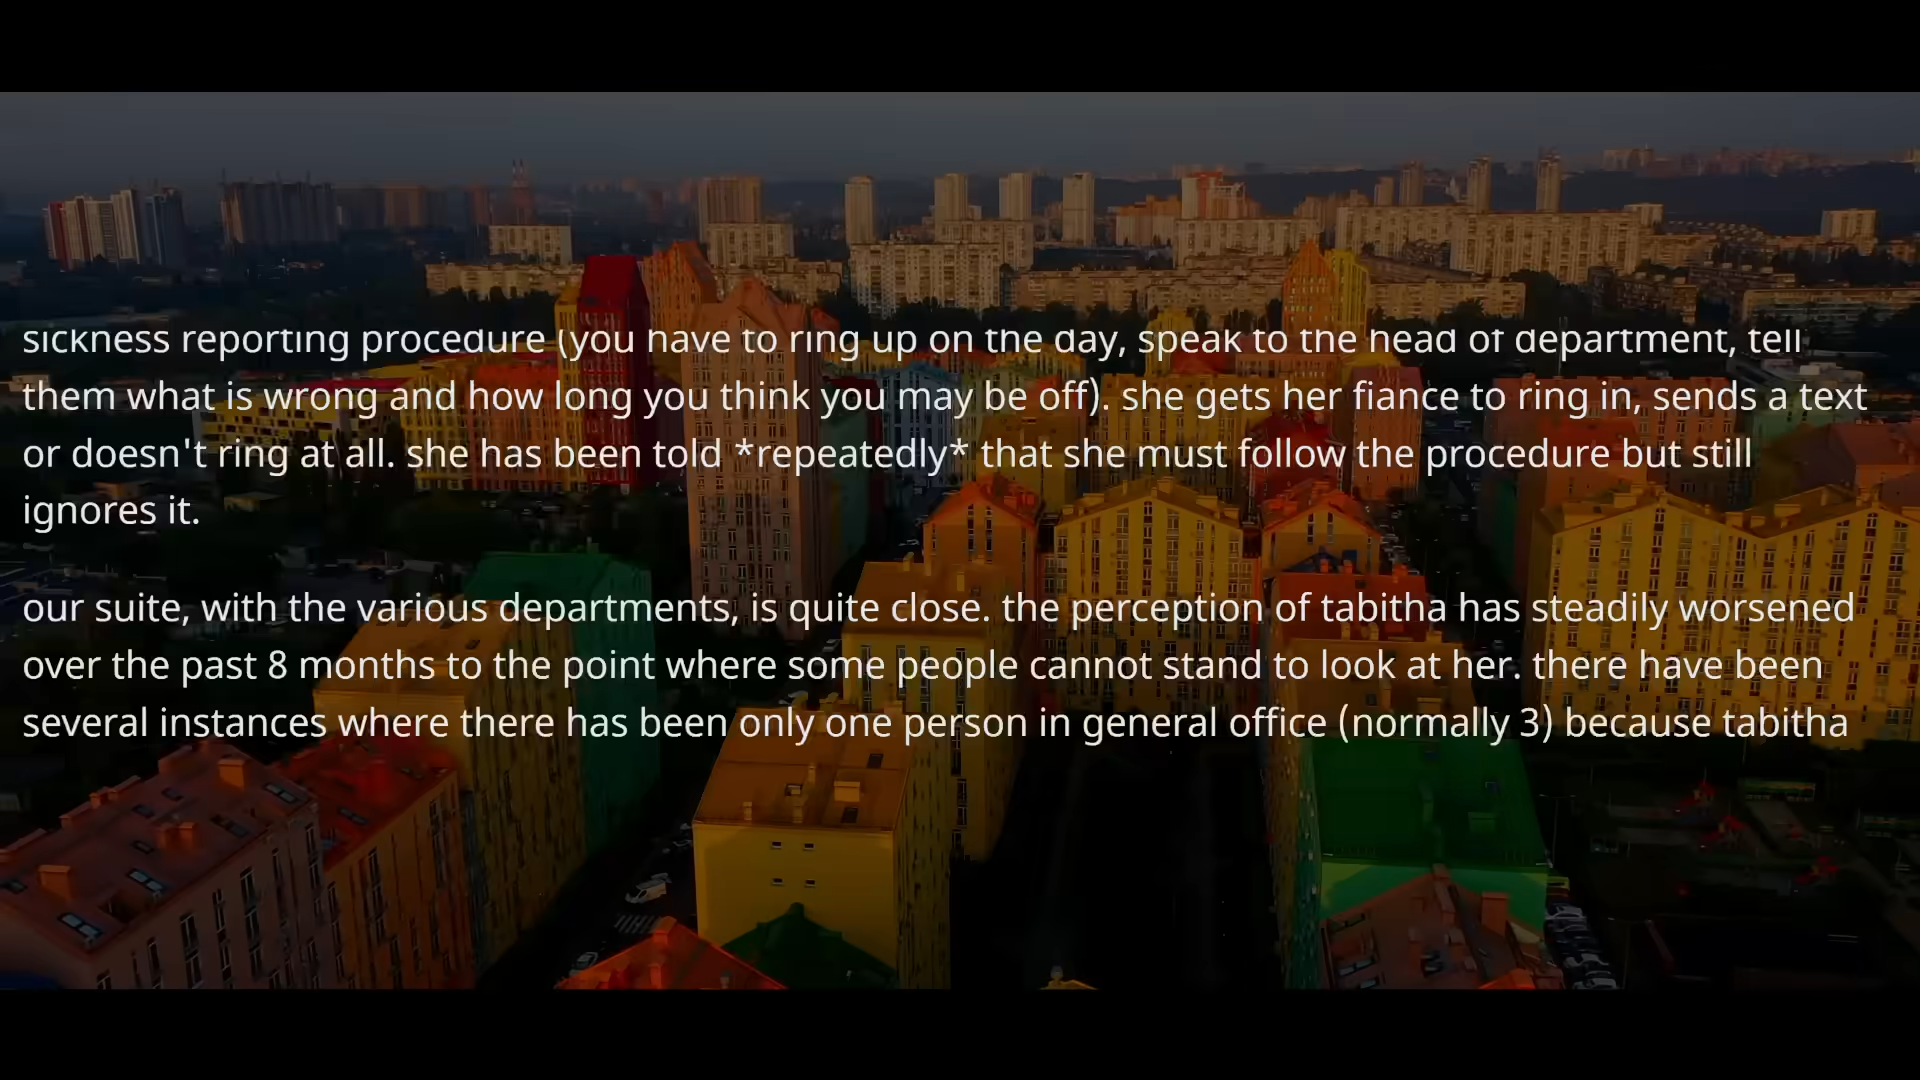 sickness reporting procedure (you have to ring up on the day, speak to the head of department, tell
them what is wrong and how long you think you may be off). she gets her fiance to ring in, sends a text
or doesn't ring at all. she has been told *repeatedly* that she must follow the procedure but still
ignores it.
our suite, with the various departments, is quite close. the perception of tabitha has steadily worsened
over the past 8 months to the point where some people cannot stand to look at her. there have been
several instances where there has been only one person in general office (normally 3) because tabitha